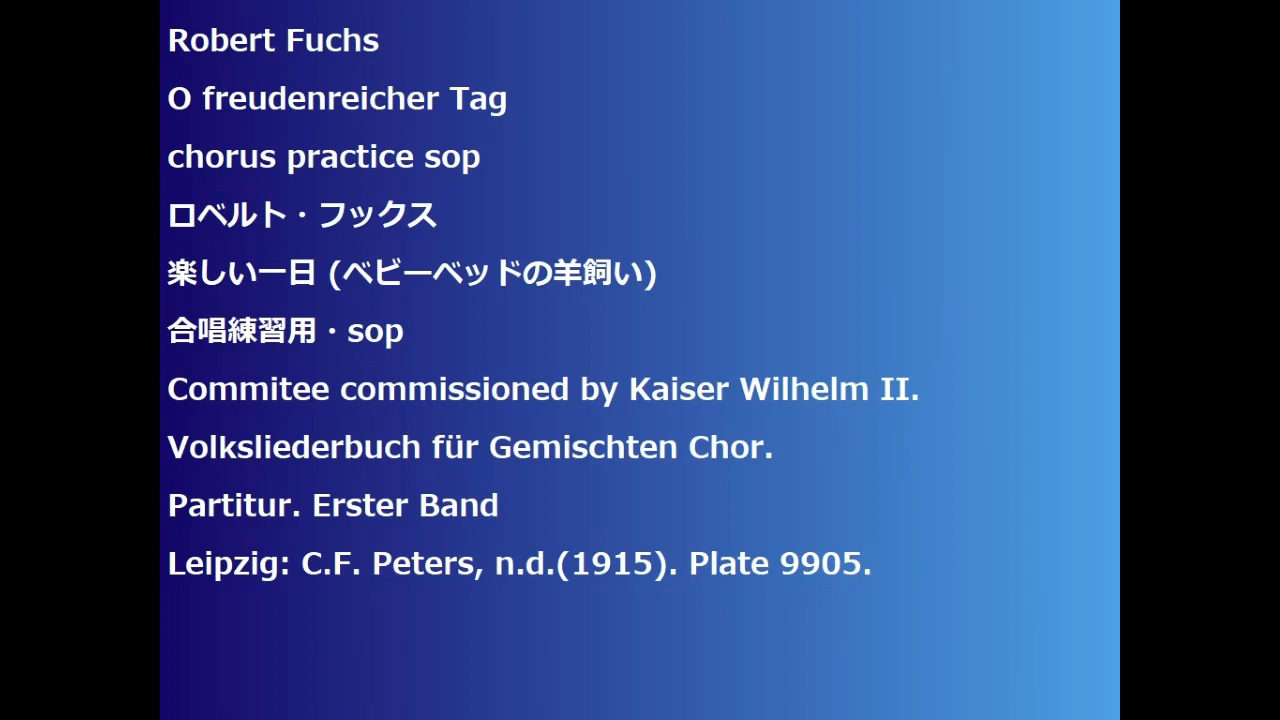 Robert Fuchs
O freudenreicher Tag
chorus practice sop
ロベルト・フックス
楽しい一日 (ベビーベッドの羊飼い)
合唱練習用・sop
Commitee commissioned by Kaiser Wilhelm II.
Volksliederbuch für Gemischten Chor.
Partitur. Erster Band
Leipzig: C.F. Peters, n.d.(1915). Plate 9905.